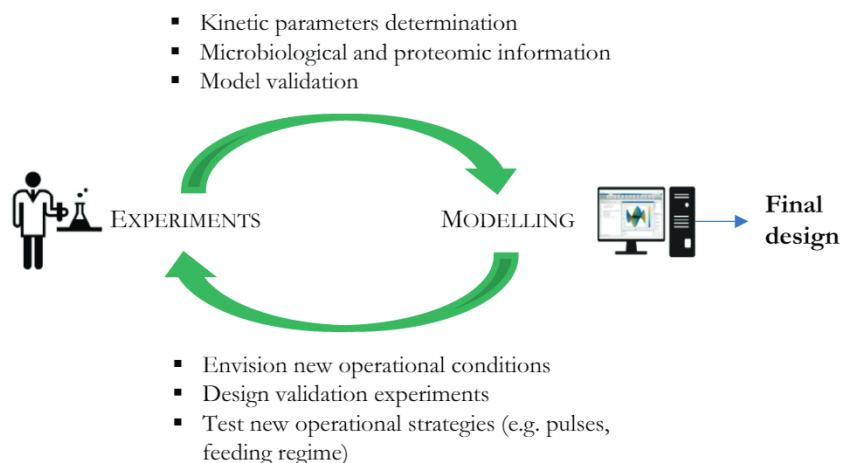 ▪ Kinetic parameters determination
▪ Microbiological and proteomic information
▪ Model validation
EXPERIMENTS
MODELLING
Final
design
▪ Envision new operational conditions
▪ Design validation experiments
▪ Test new operational strategies (e.g. pulses,
feeding regime)